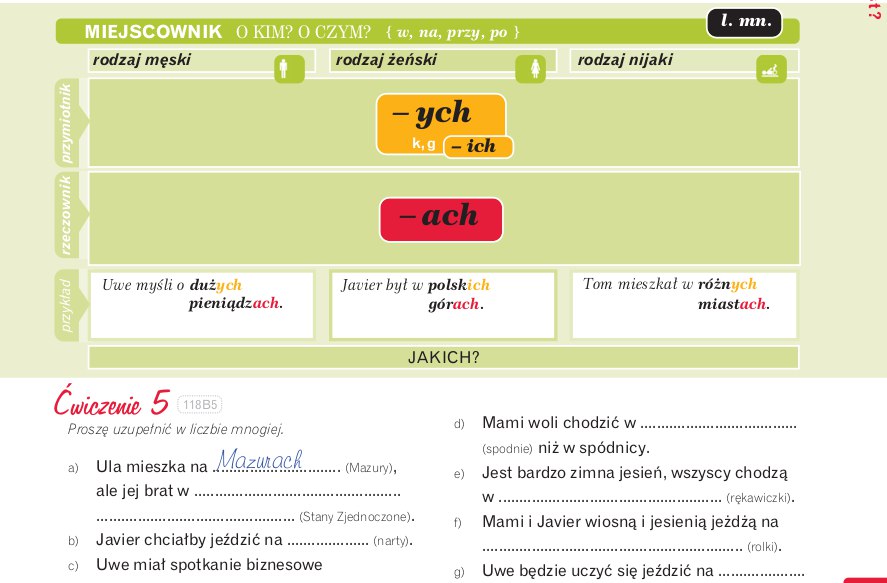 MIEJSCOWNIK O KIM? O CZYM? { w, na, przy, po }
l. mn.
rodzaj męski
rodzaj żeński
rodzaj nijaki
przymiotnik
– ych
k, g – ich
rzeczownik
– ach
przykład
Uwe myśli o dużych
pieniądzach.
Javier był w polskich
górach.
Tom mieszkał w różnych
miastach.
JAKICH?
Ćwiczenie 5 118B5
Proszę uzupełnić w liczbie mnogiej.
a) Ula mieszka na Mazurach (Mazury),
ale jej brat w ................................................
.............................................. (Stany Zjednoczone).
b) Javier chciałby jeździć na ................... (narty).
c) Uwe miał spotkanie biznesowe
d) Mami woli chodzić w .....................................
(spodnie) niż w spódnicy.
e) Jest bardzo zimna jesień, wszyscy chodzą
w .................................................... (rękawiczki).
f) Mami i Javier wiosną i jesienią jeżdżą na
............................................................. (rolki).
g) Uwe będzie uczyć się jeździć na ....................
t?